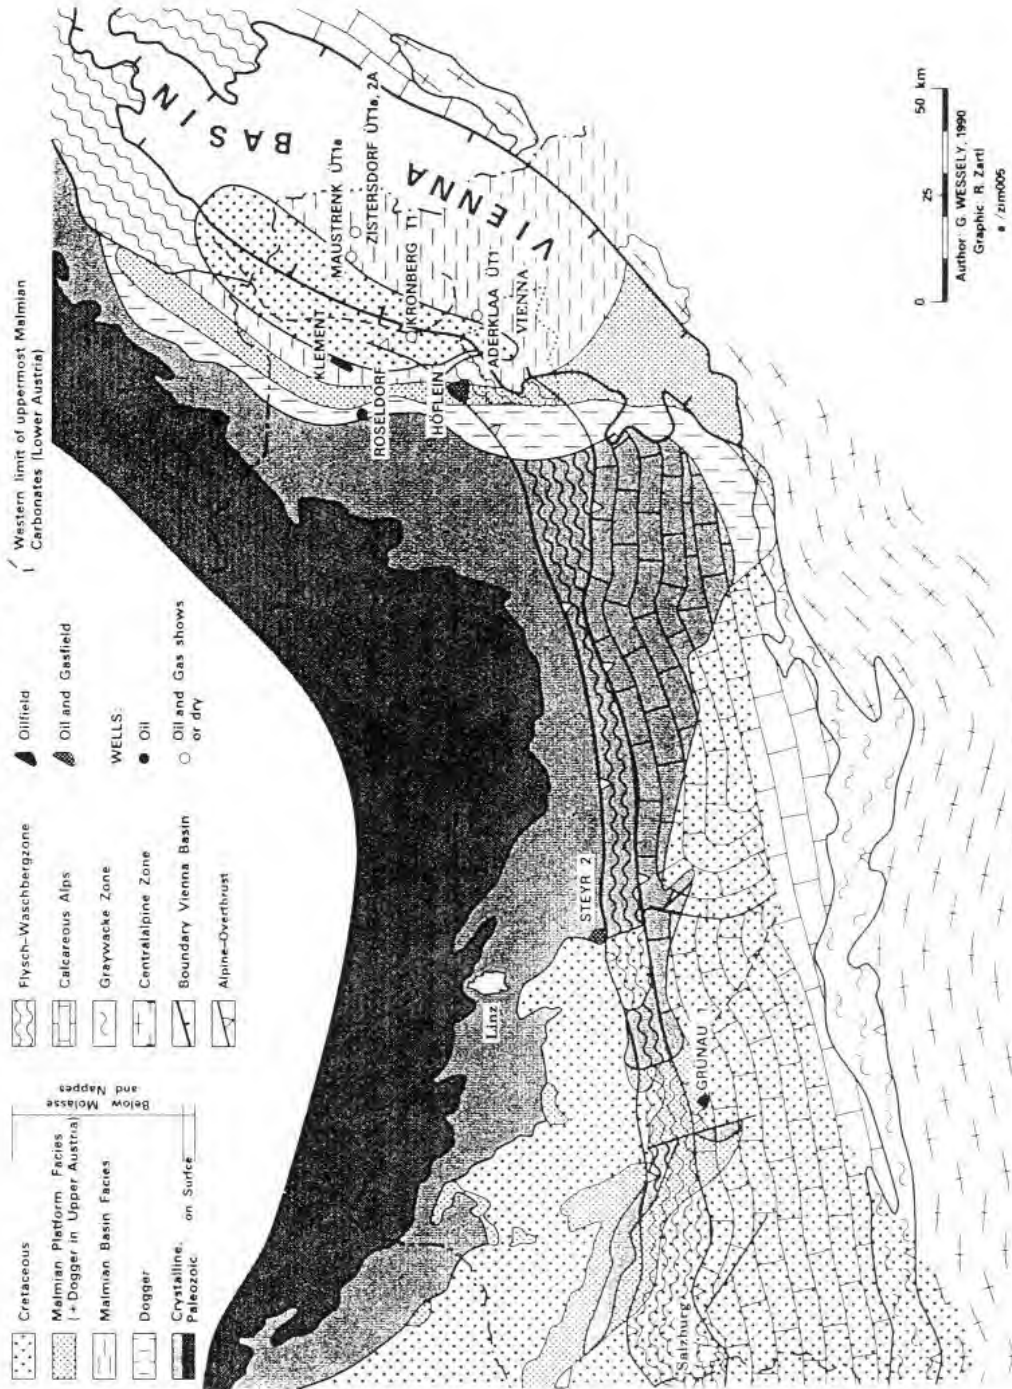 Cretaceous
Malmian Platform Facies
(+ Dogger in Upper Austria)
Malmian Basin Facies
Dogger
Crystalline, on Surfce
Paleozoic
Below Molasse
and Nappes
Flysch-Waschbergzone
Calcareous Alps
Graywacke Zone
Centralalpine Zone
Boundary Vienna Basin
Alpine-Overthrust
Oilfield
Oil and Gasfield
WELLS:
Oil
Oil and Gas shows
or dry
Western limit of uppermost Malmian
Carbonates (Lower Austria)
VIENNA BASIN
MAUSTRENK ÜT1a
ZISTERSDORF ÜT1a, 2A
KLEMENT
KRONBERG T1
ROSELDORF
HÖFLEIN
ADERKLAA ÜT1
VIENNA
STEYR 2
Linz
GRÜNAU 1
Salzburg
0 25 50 km
Author: G. WESSELY, 1990
Graphic: R. Zartl
a / zim005